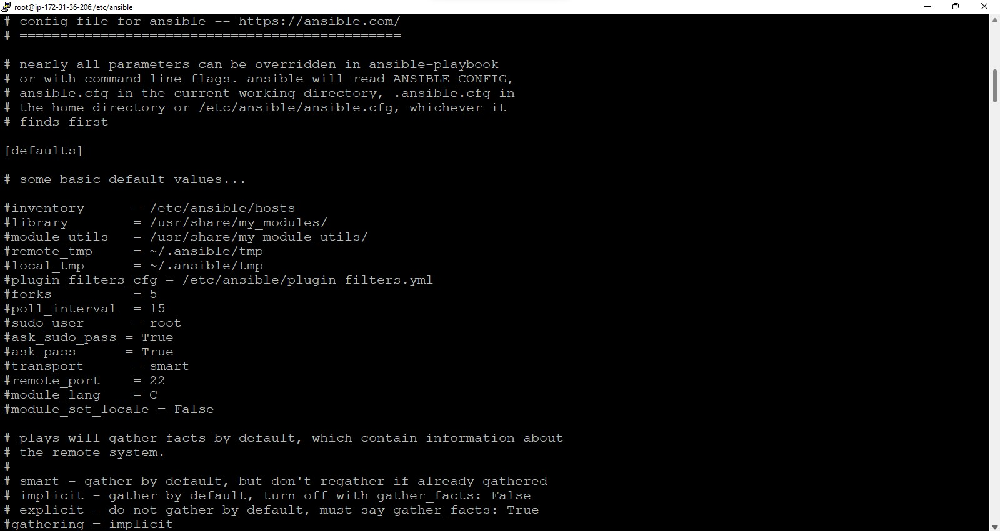 root@ip-172-31-36-206:/etc/ansible
# config file for ansible -- https://ansible.com/
# ===============================================

# nearly all parameters can be overridden in ansible-playbook
# or with command line flags. ansible will read ANSIBLE_CONFIG,
# ansible.cfg in the current working directory, .ansible.cfg in
# the home directory or /etc/ansible/ansible.cfg, whichever it
# finds first

[defaults]

# some basic default values...

#inventory      = /etc/ansible/hosts
#library        = /usr/share/my_modules/
#module_utils   = /usr/share/my_module_utils/
#remote_tmp     = ~/.ansible/tmp
#local_tmp      = ~/.ansible/tmp
#plugin_filters_cfg = /etc/ansible/plugin_filters.yml
#forks          = 5
#poll_interval  = 15
#sudo_user      = root
#ask_sudo_pass = True
#ask_pass      = True
#transport      = smart
#remote_port    = 22
#module_lang    = C
#module_set_locale = False

# plays will gather facts by default, which contain information about
# the remote system.
#
# smart - gather by default, but don't regather if already gathered
# implicit - gather by default, turn off with gather_facts: False
# explicit - do not gather by default, must say gather_facts: True
#gathering = implicit